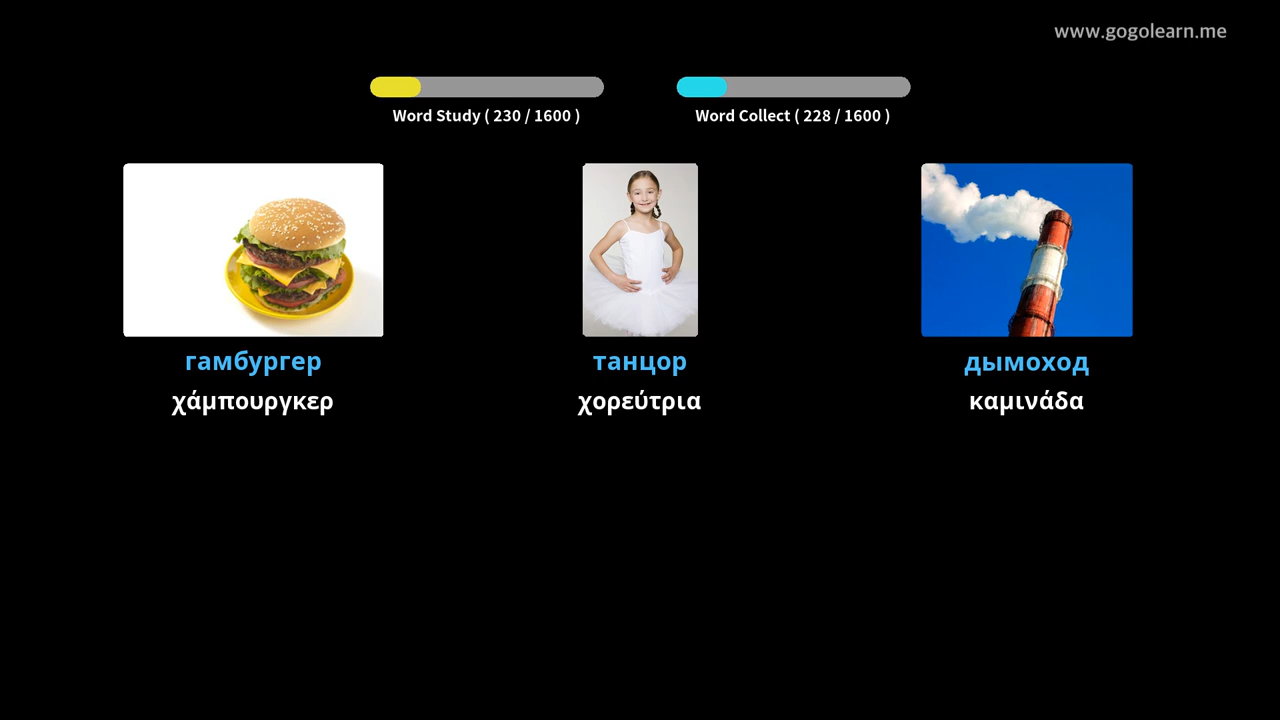 www.gogolearn.me
Word Study ( 230 / 1600 )
Word Collect ( 228 / 1600 )
гамбургер
χάμπουργκερ
танцор
χορεύτρια
дымоход
καμινάδα